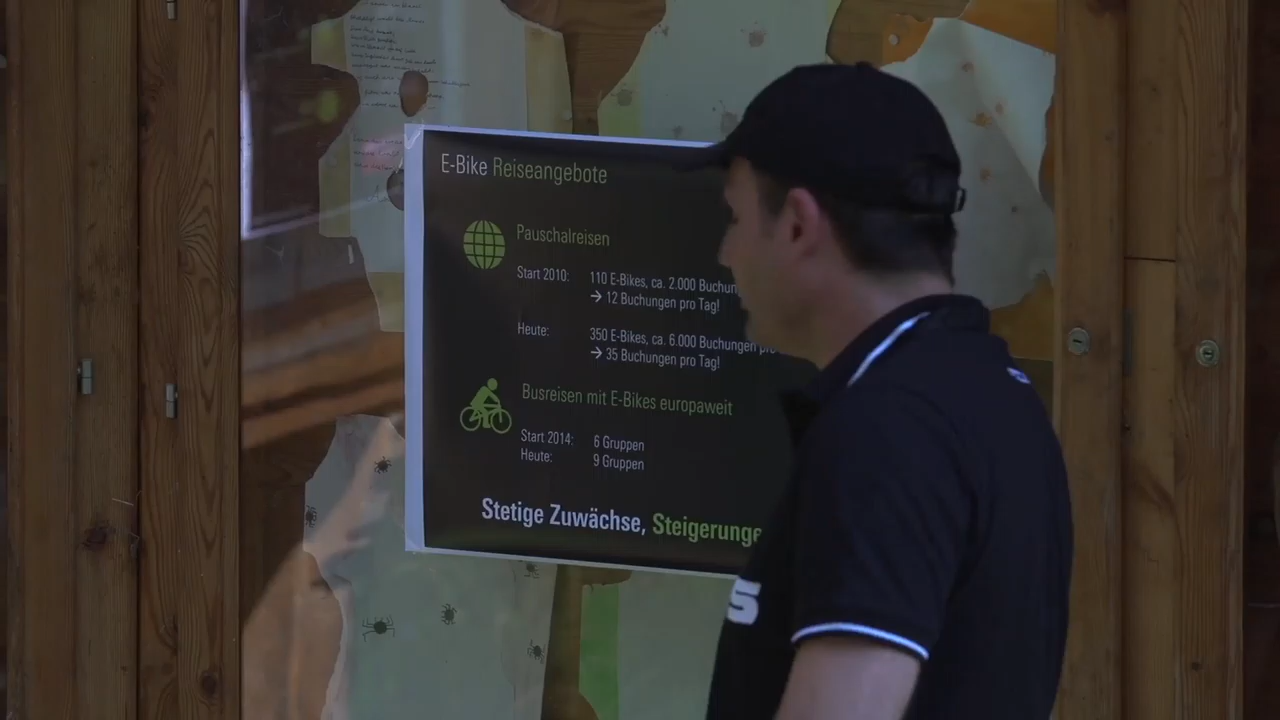 E-Bike Reiseangebote
Pauschalreisen
Start 2010: 110 E-Bikes, ca. 2.000 Buchun
→ 12 Buchungen pro Tag!
Heute: 350 E-Bikes, ca. 6.000 Buchungen pro
→ 35 Buchungen pro Tag!
Busreisen mit E-Bikes europaweit
Start 2014: 6 Gruppen
Heute: 9 Gruppen
Stetige Zuwächse, Steigerunge
S